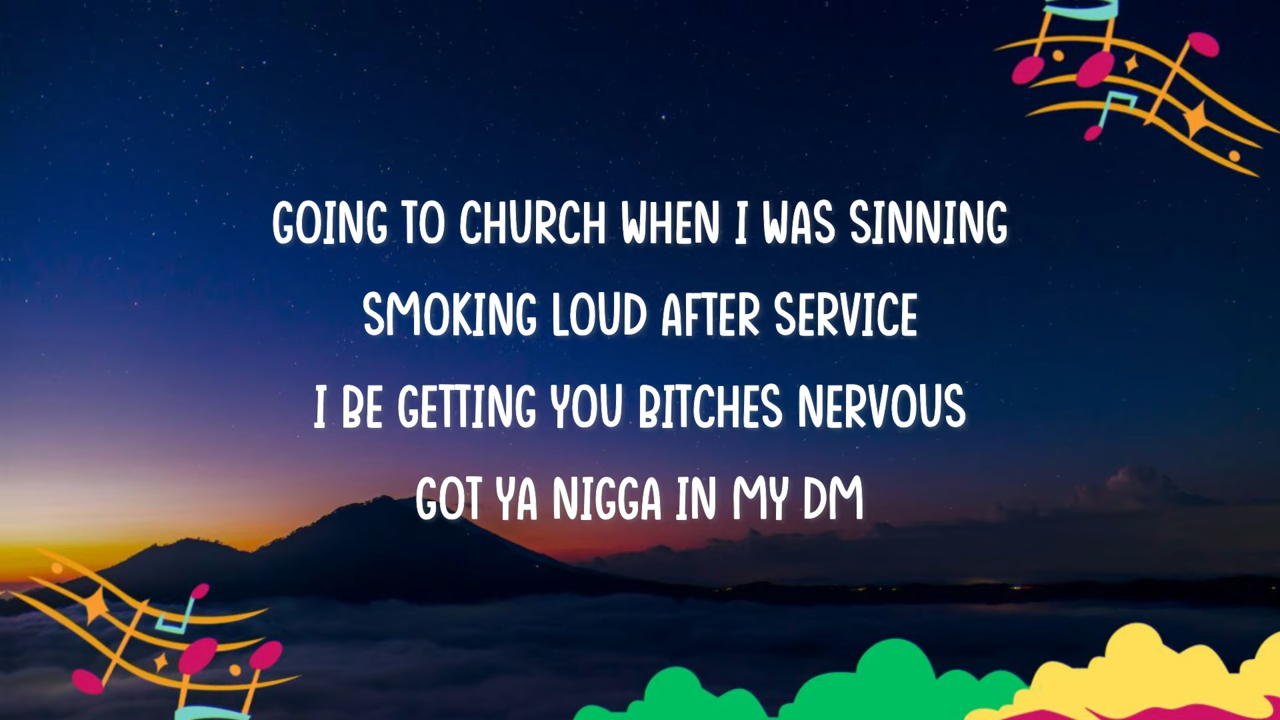 GOING TO CHURCH WHEN I WAS SINNING
SMOKING LOUD AFTER SERVICE
I BE GETTING YOU BITCHES NERVOUS
GOT YA NIGGA IN MY DM